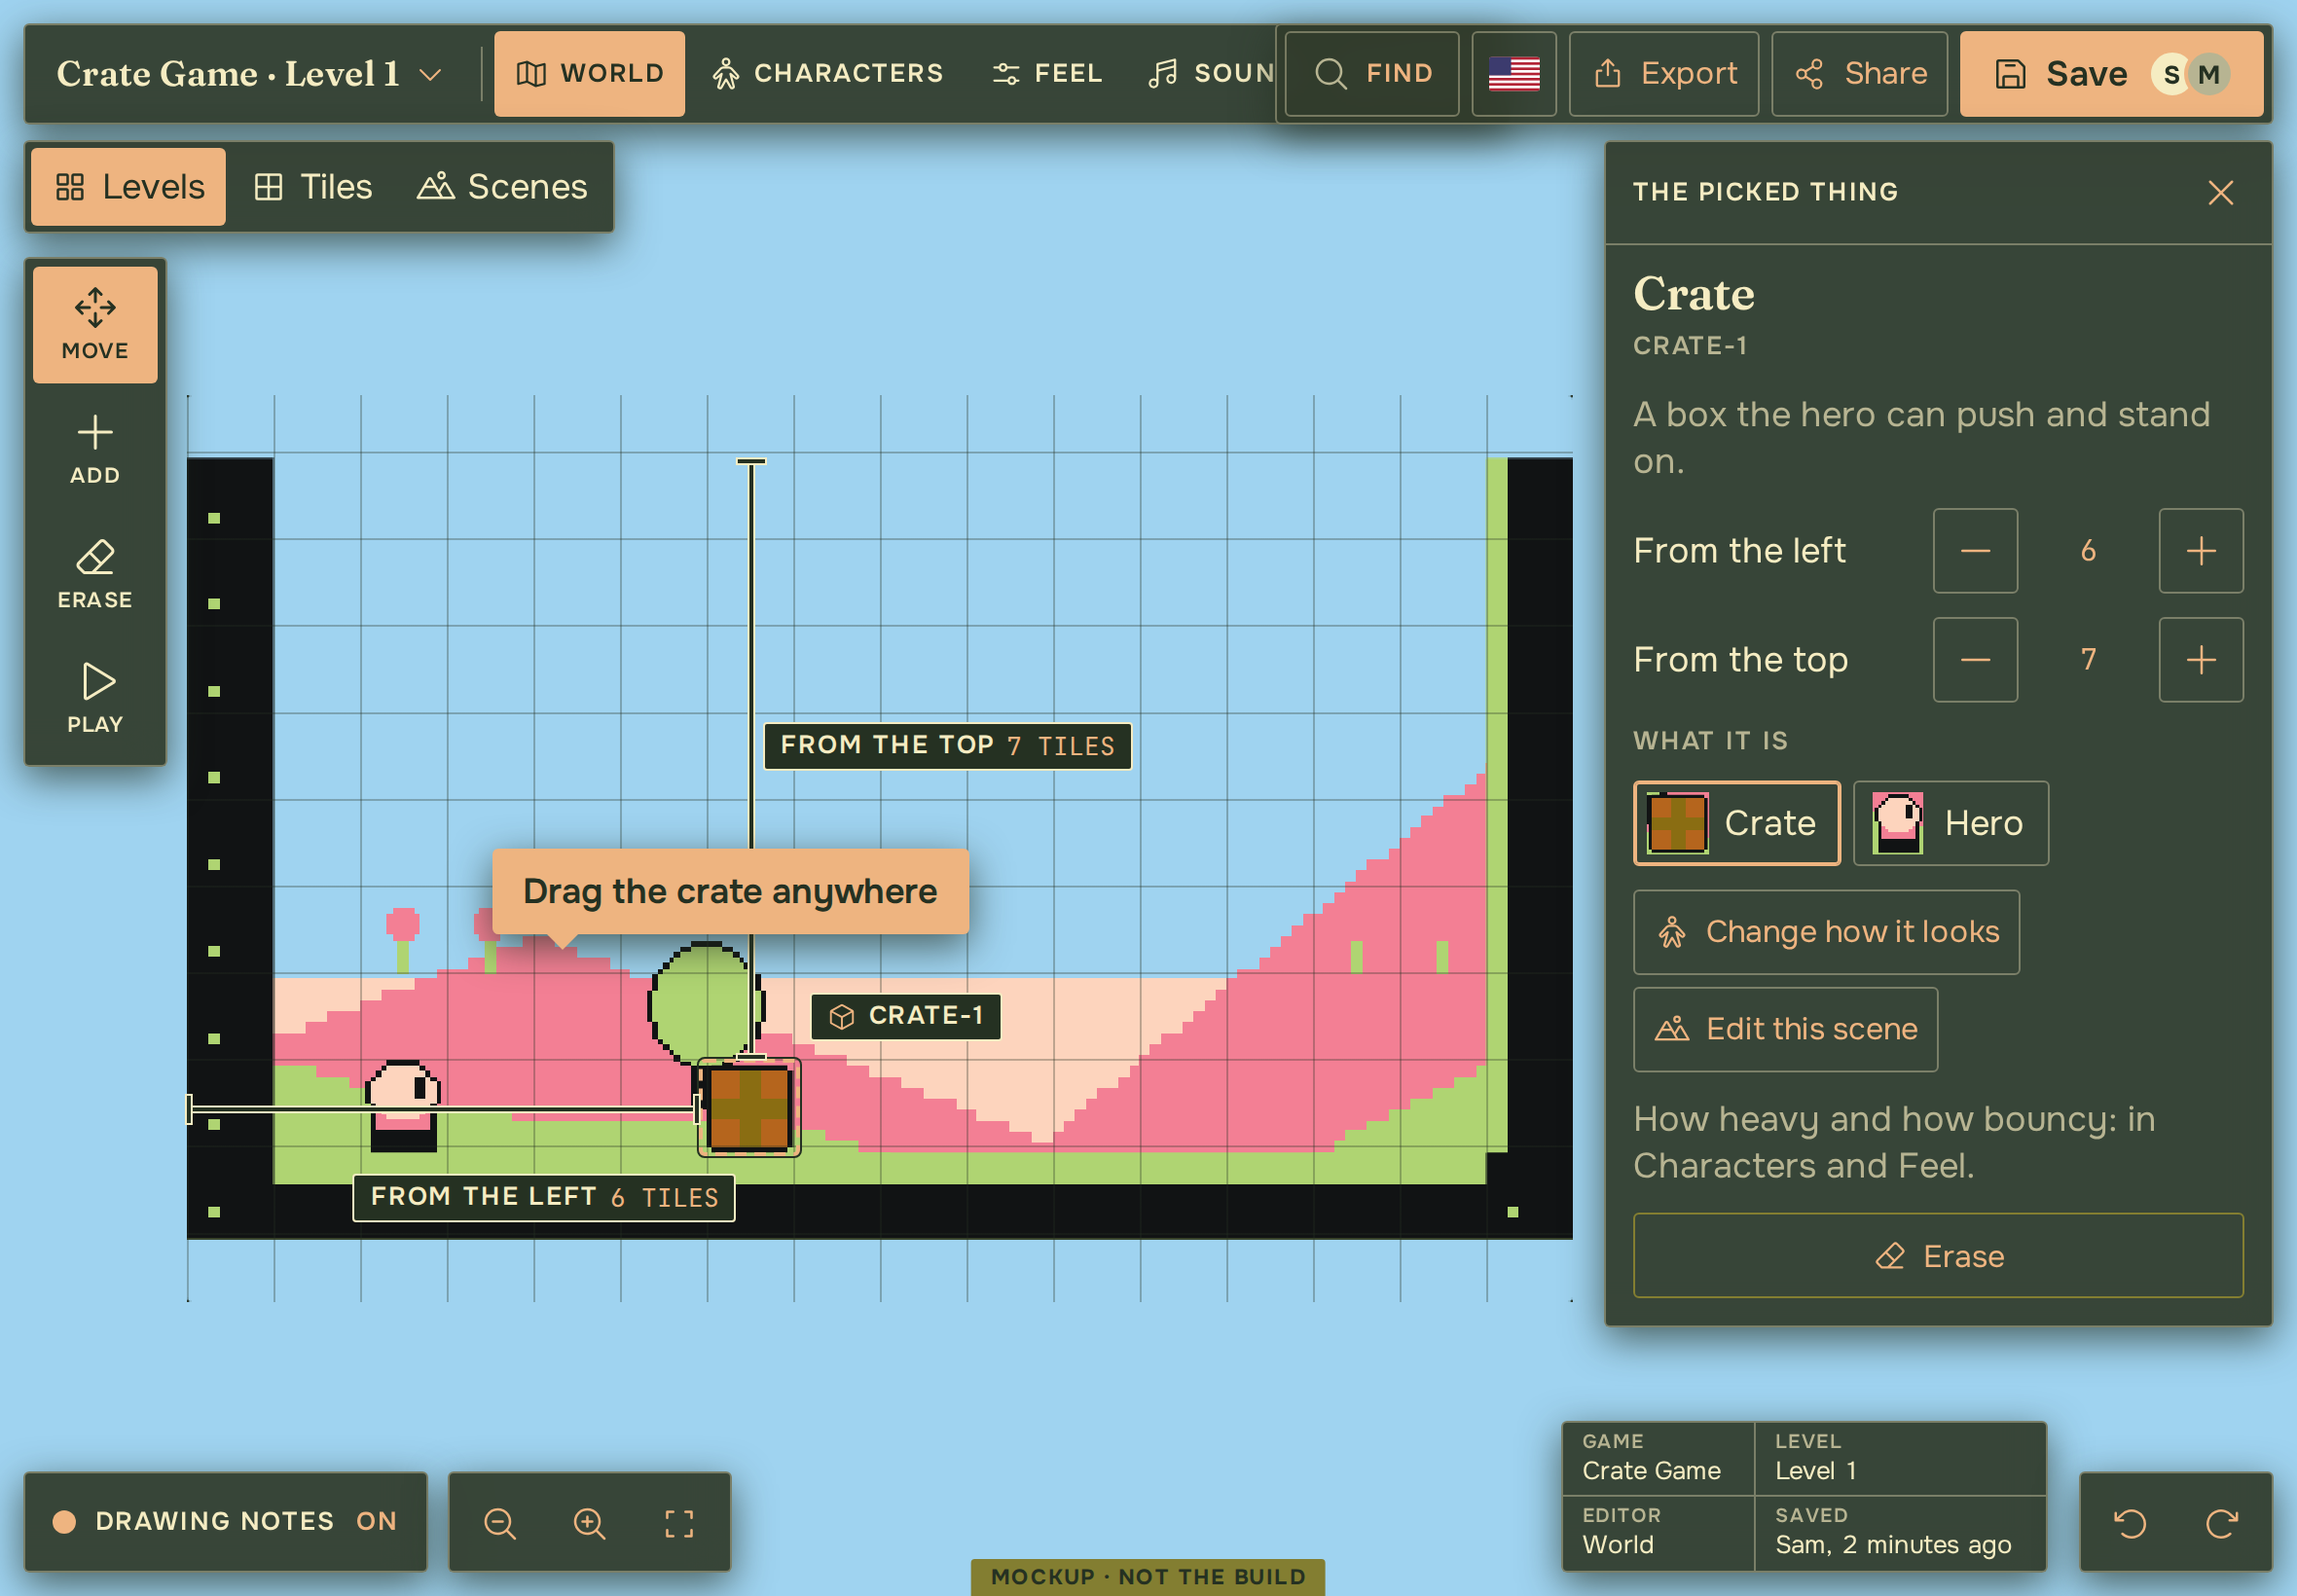 Crate Game · Level 1
WORLD
CHARACTERS
FEEL
SOUN
FIND
Export
Share
Save
S
M
Levels
Tiles
Scenes
MOVE
ADD
ERASE
PLAY
FROM THE TOP 7 TILES
Drag the crate anywhere
CRATE-1
FROM THE LEFT 6 TILES
THE PICKED THING
Crate
CRATE-1
A box the hero can push and stand
on.
From the left
6
From the top
7
WHAT IT IS
Crate
Hero
Change how it looks
Edit this scene
How heavy and how bouncy: in
Characters and Feel.
Erase
DRAWING NOTES ON
GAME
Crate Game
LEVEL
Level 1
EDITOR
World
SAVED
Sam, 2 minutes ago
MOCKUP · NOT THE BUILD